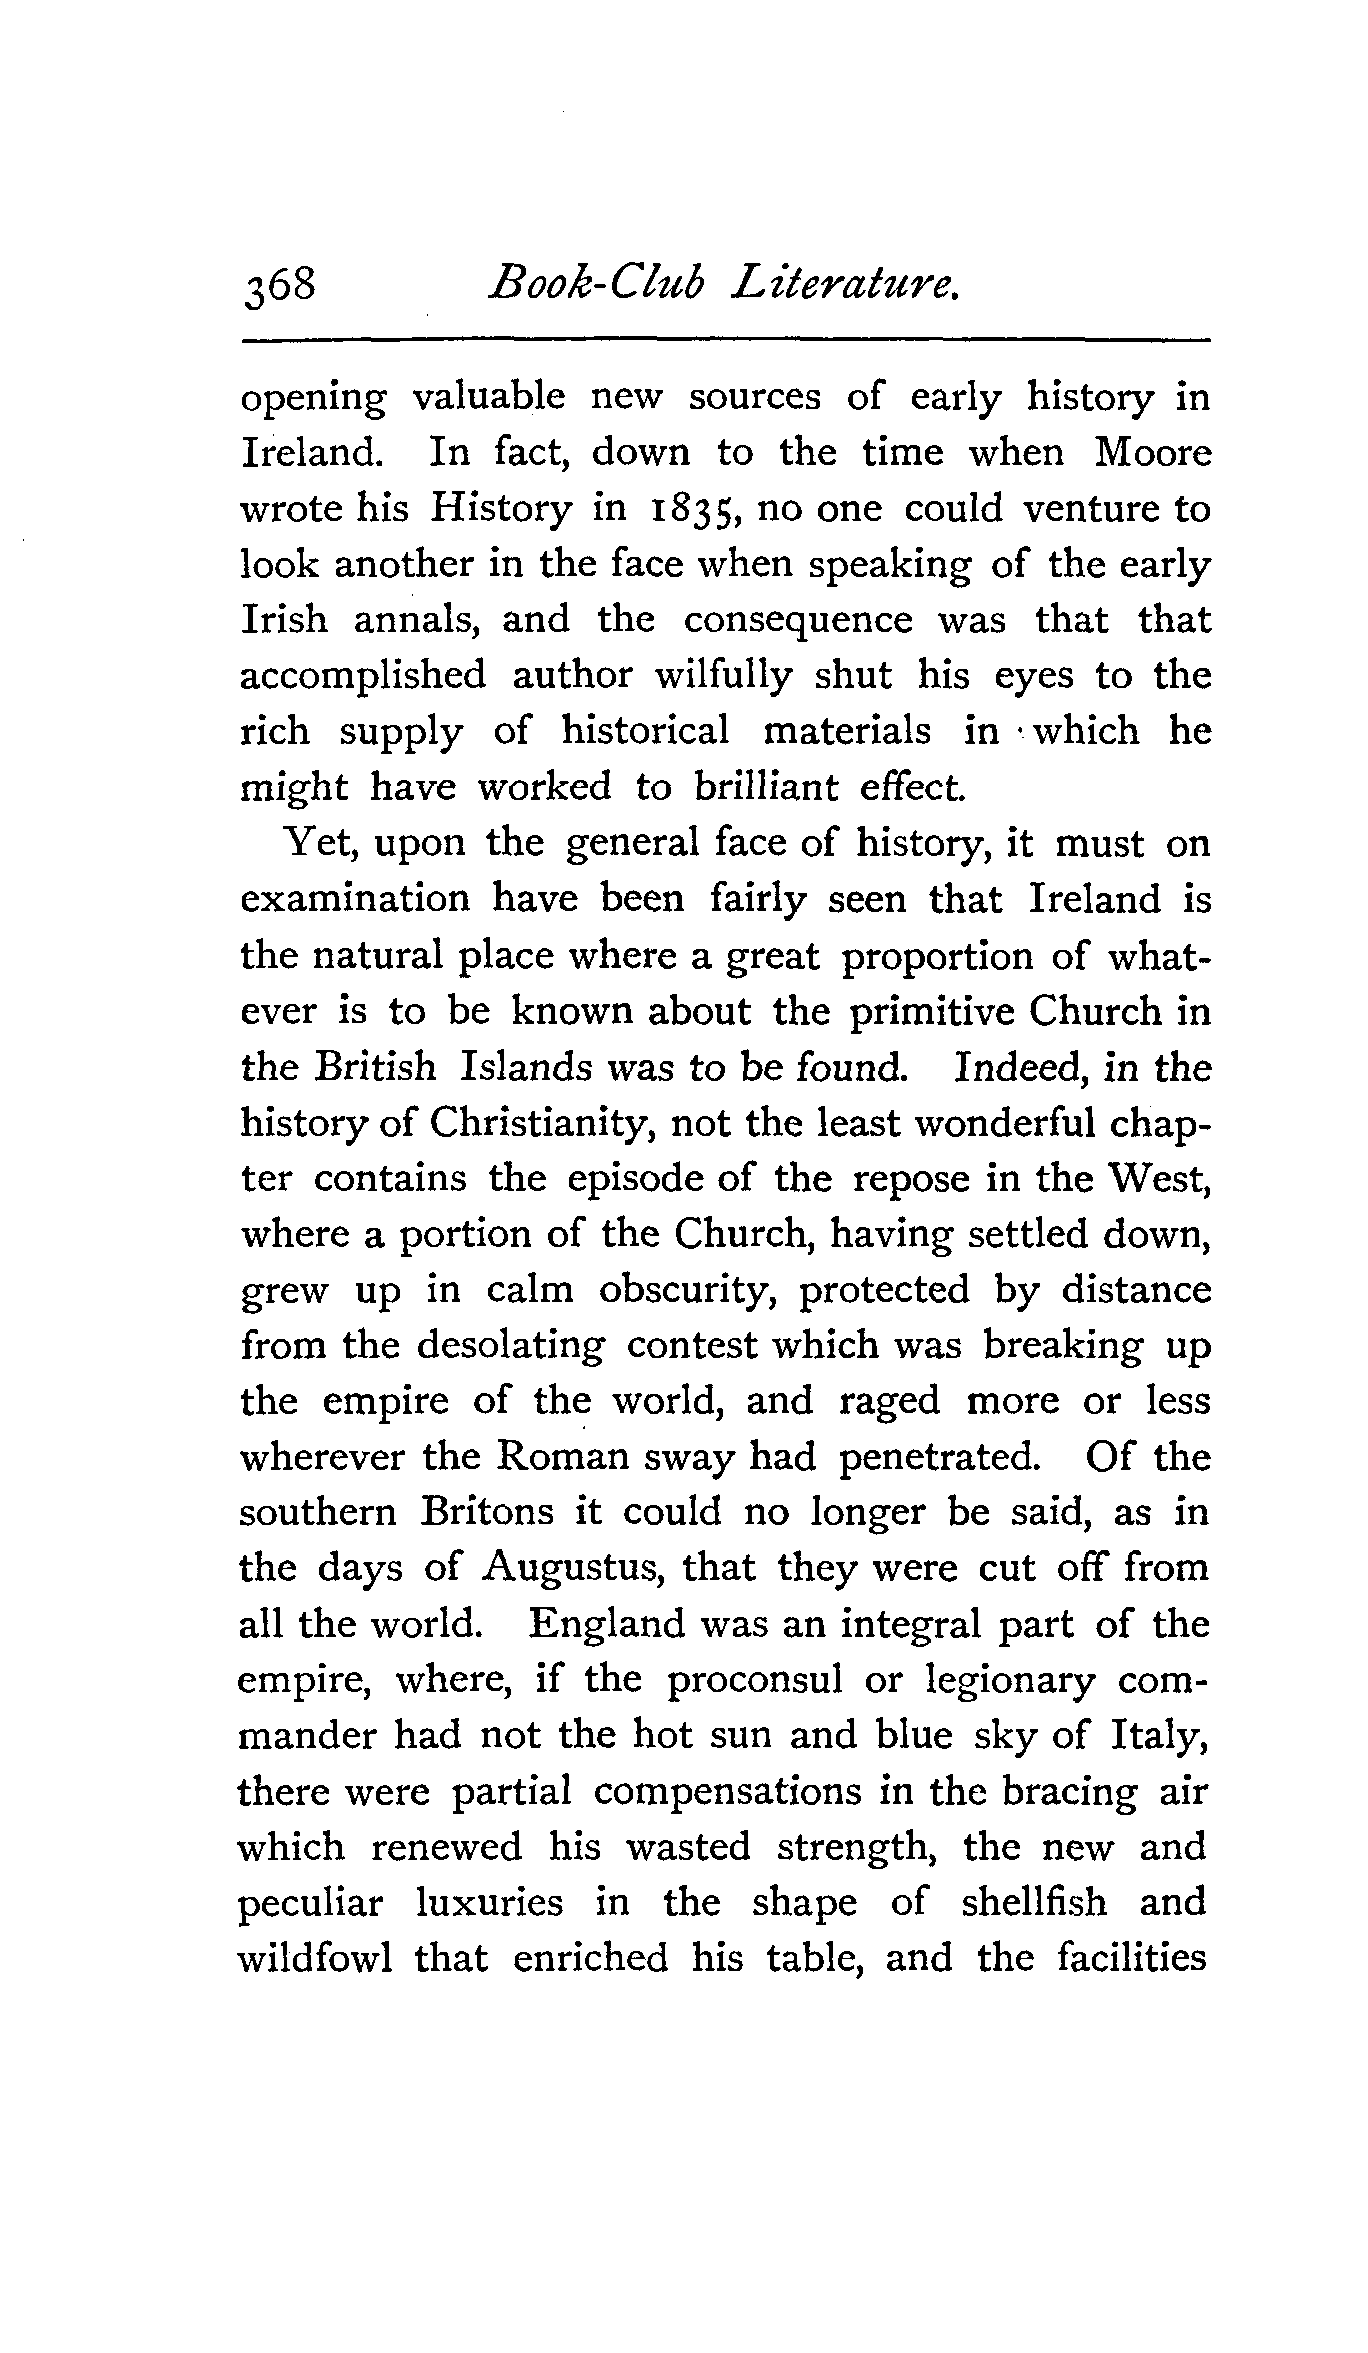 368 Book-Club Literature.
opening valuable new sources of early history in
Ireland. In fact, down to the time when Moore
wrote his History in 1835, no one could venture to
look another in the face when speaking of the early
Irish annals, and the consequence was that that
accomplished author wilfully shut his eyes to the
rich supply of historical materials in which he
might have worked to brilliant effect.
Yet, upon the general face of history, it must on
examination have been fairly seen that Ireland is
the natural place where a great proportion of what-
ever is to be known about the primitive Church in
the British Islands was to be found. Indeed, in the
history of Christianity, not the least wonderful chap-
ter contains the episode of the repose in the West,
where a portion of the Church, having settled down,
grew up in calm obscurity, protected by distance
from the desolating contest which was breaking up
the empire of the world, and raged more or less
wherever the Roman sway had penetrated. Of the
southern Britons it could no longer be said, as in
the days of Augustus, that they were cut off from
all the world. England was an integral part of the
empire, where, if the proconsul or legionary com-
mander had not the hot sun and blue sky of Italy,
there were partial compensations in the bracing air
which renewed his wasted strength, the new and
peculiar luxuries in the shape of shellfish and
wildfowl that enriched his table, and the facilities